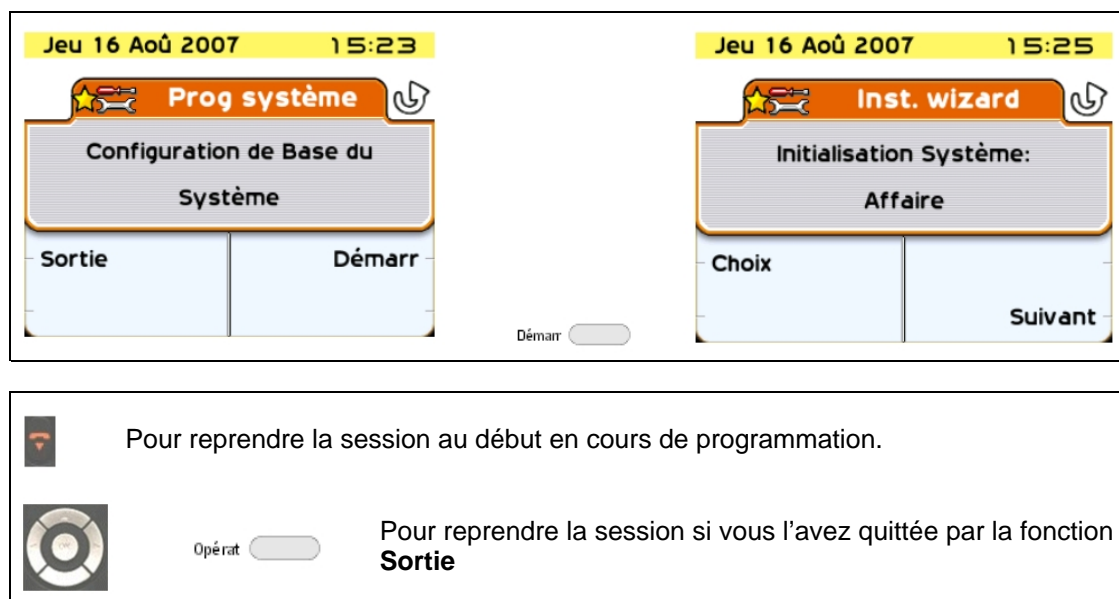 Jeu 16 Aoû 2007 15:23
Prog système
Configuration de Base du
Système
Sortie Démarr
Démarr
Jeu 16 Aoû 2007 15:25
Inst. wizard
Initialisation Système:
Affaire
Choix
Suivant
Pour reprendre la session au début en cours de programmation.
Opérat
Pour reprendre la session si vous l’avez quittée par la fonction
Sortie